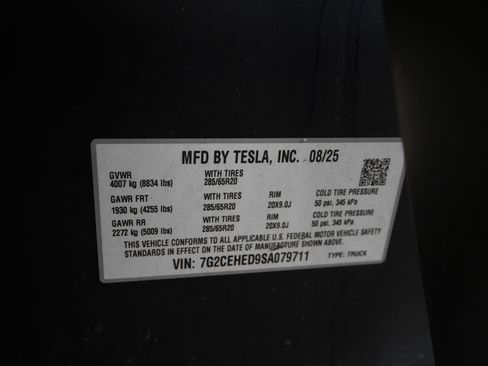 MFD BY TESLA, INC. 08/25
GVWR WITH TIRES
4007 kg (8834 lbs) 285/65R20
GAWR FRT WITH TIRES RIM COLD TIRE PRESSURE
1930 kg (4255 lbs) 285/65R20 20X9.0J 50 psi, 345 kPa
GAWR RR WITH TIRES RIM COLD TIRE PRESSURE
2272 kg (5009 lbs) 285/65R20 20X9.0J 50 psi, 345 kPa
THIS VEHICLE CONFORMS TO ALL APPLICABLE U.S. FEDERAL MOTOR VEHICLE SAFETY
STANDARDS IN EFFECT ON THE DATE OF MANUFACTURE SHOWN ABOVE.
VIN: 7G2CEHED9SA079711 TYPE: TRUCK